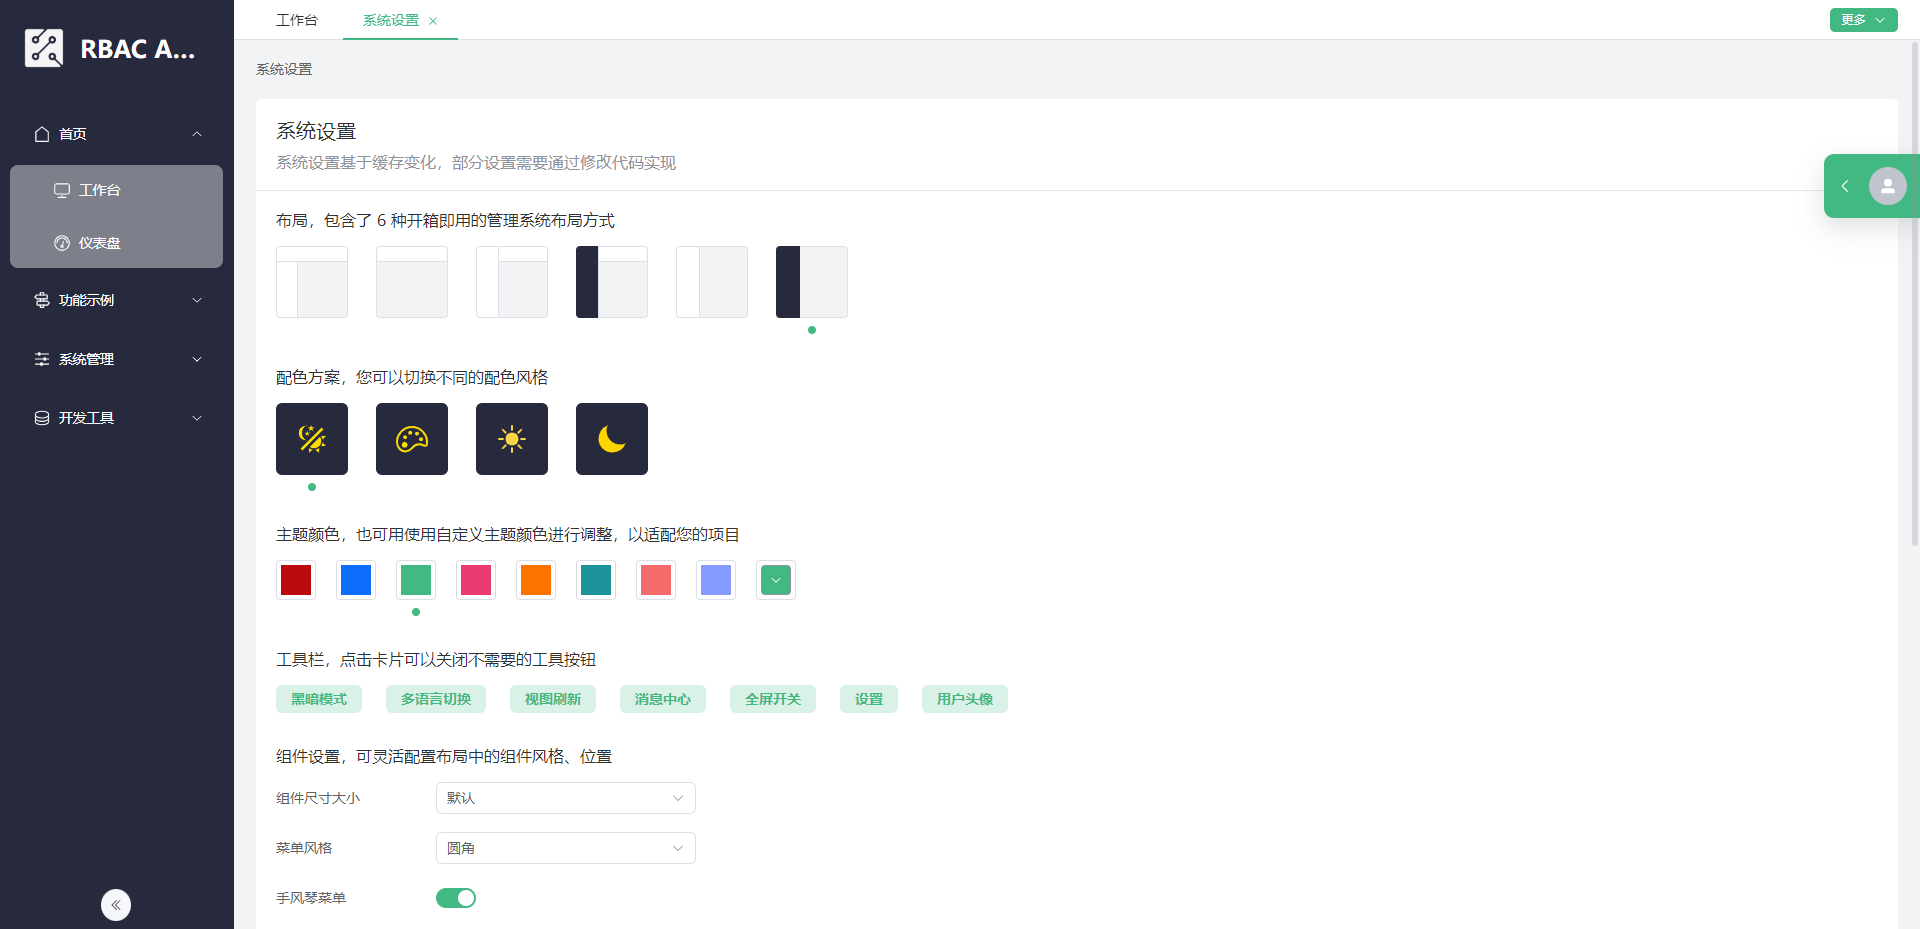 RBAC A...
首页
工作台
仪表盘
功能示例
系统管理
开发工具
工作台
系统设置
更多
系统设置
系统设置
系统设置基于缓存变化，部分设置需要通过修改代码实现
布局，包含了 6 种开箱即用的管理系统布局方式
配色方案，您可以切换不同的配色风格
主题颜色，也可用使用自定义主题颜色进行调整，以适配您的项目
工具栏，点击卡片可以关闭不需要的工具按钮
黑暗模式 多语言切换 视图刷新 消息中心 全屏开关 设置 用户头像
组件设置，可灵活配置布局中的组件风格、位置
组件尺寸大小 默认
菜单风格 圆角
手风琴菜单